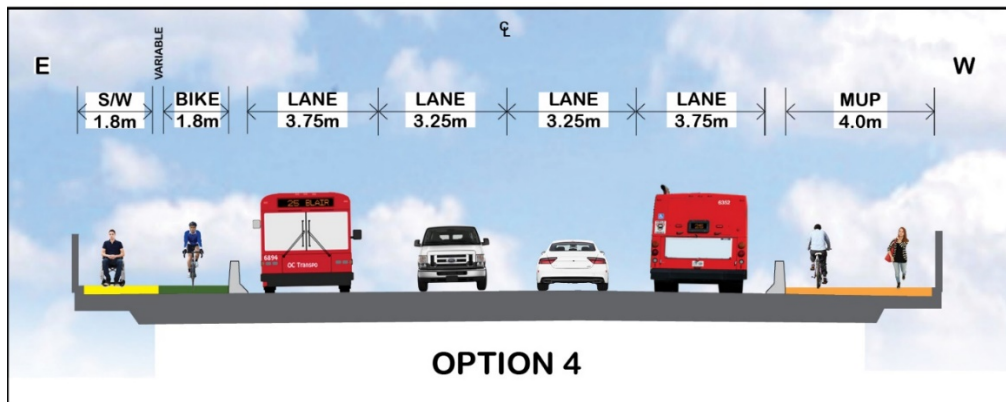 ℄
E
VARIABLE
W
S/W
1.8m
BIKE
1.8m
LANE
3.75m
LANE
3.25m
LANE
3.25m
LANE
3.75m
MUP
4.0m
25 BLAIR
6894
OC Transpo
OPTION 4